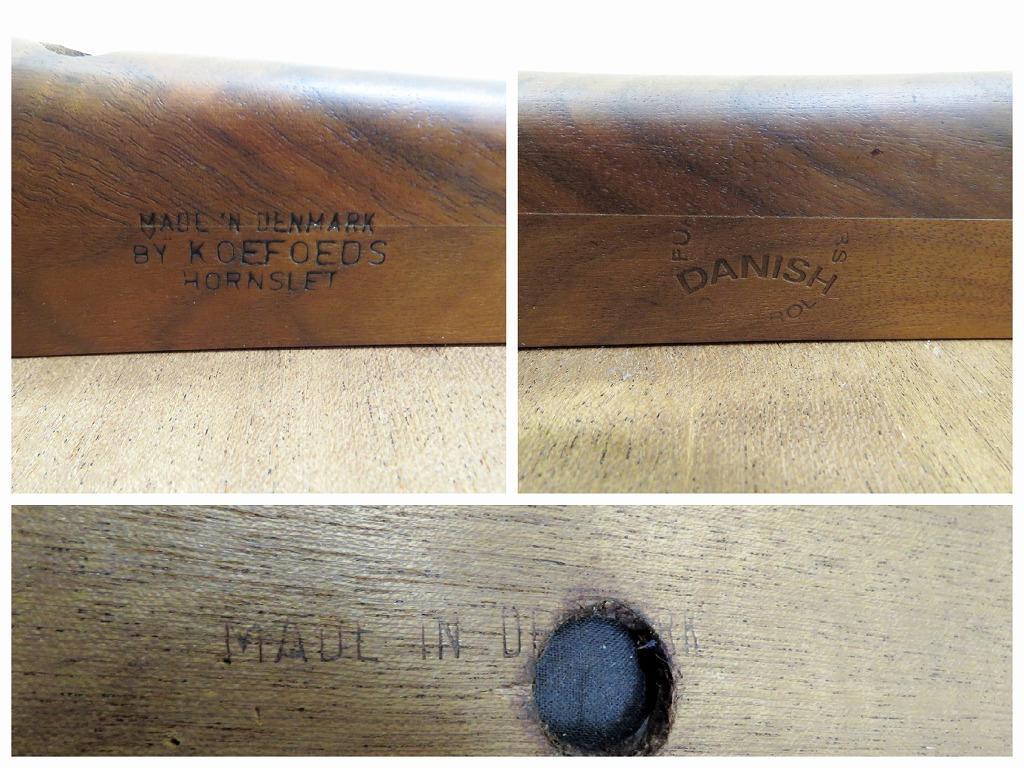 MADE IN DENMARK
BY KOEFOEDS
HORNSLET
DANISH
MADE IN